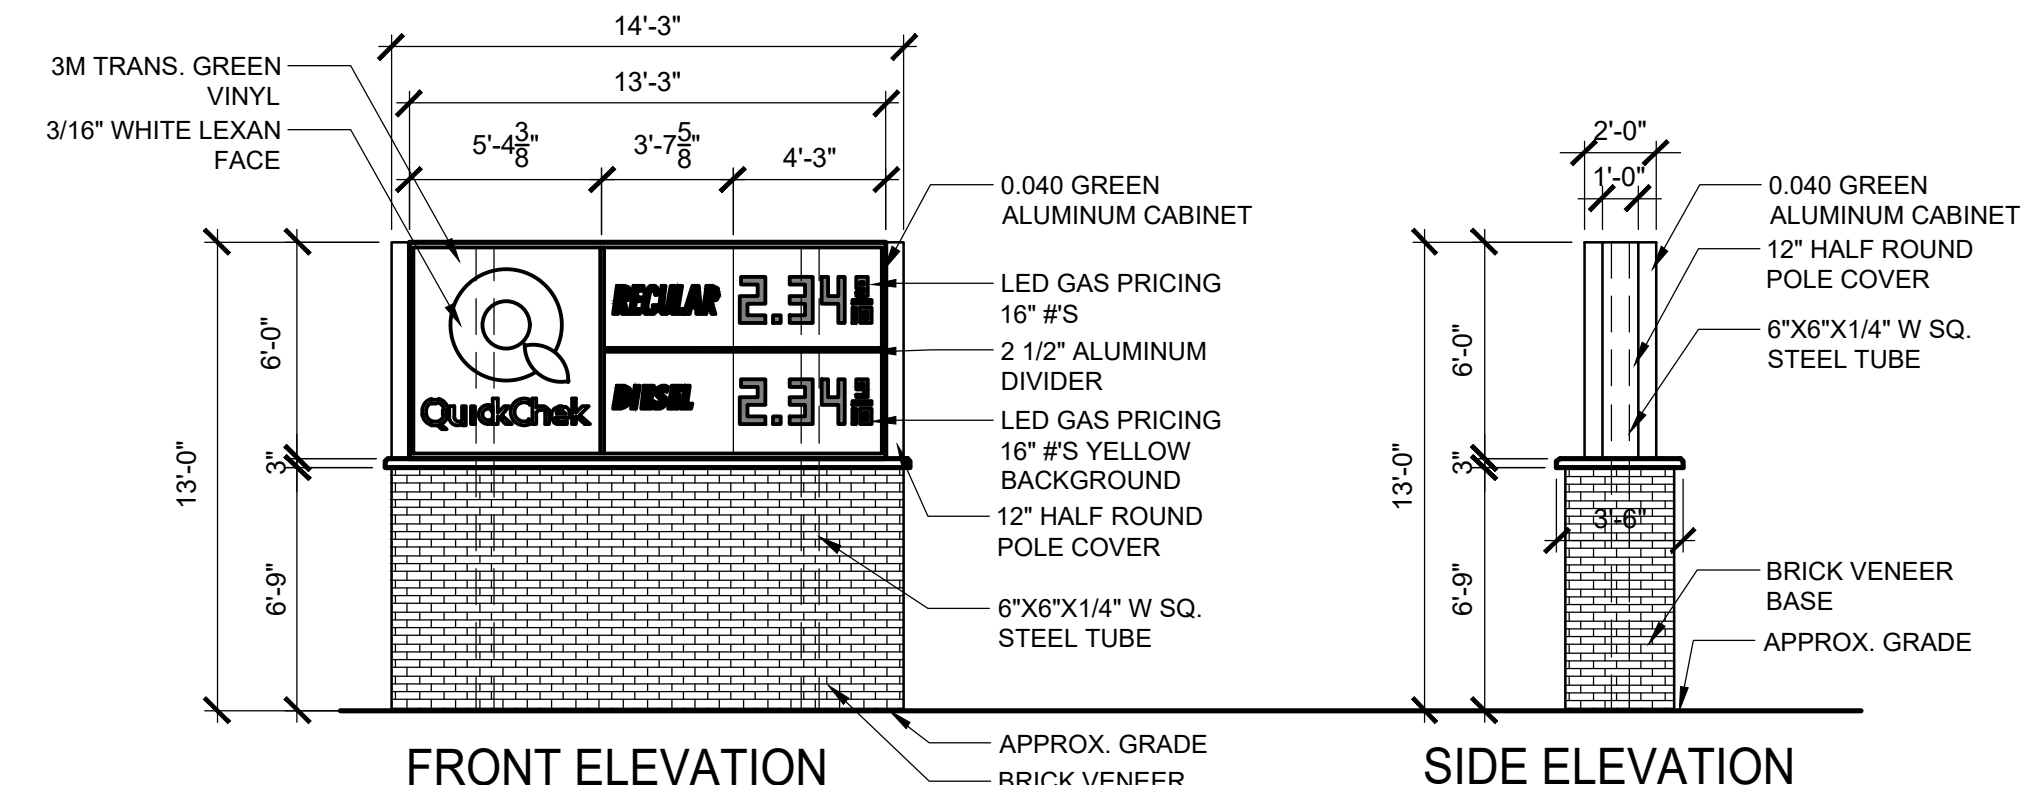 14'-3"
13'-3"
5'-4 3/8"
3'-7 5/8"
4'-3"
3M TRANS. GREEN
VINYL
3/16" WHITE LEXAN
FACE
6'-0"
3"
13'-0"
6'-9"
REGULAR
2.34
DIESEL
2.34
QuickChek
0.040 GREEN
ALUMINUM CABINET
LED GAS PRICING
16" #'S
2 1/2" ALUMINUM
DIVIDER
LED GAS PRICING
16" #'S YELLOW
BACKGROUND
12" HALF ROUND
POLE COVER
6"X6"X1/4" W SQ.
STEEL TUBE
APPROX. GRADE
BRICK VENEER
FRONT ELEVATION
2'-0"
1'-0"
6'-0"
3"
13'-0"
6'-9"
3'-6"
0.040 GREEN
ALUMINUM CABINET
12" HALF ROUND
POLE COVER
6"X6"X1/4" W SQ.
STEEL TUBE
BRICK VENEER
BASE
APPROX. GRADE
SIDE ELEVATION